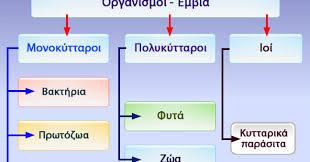 Οργανισμοί - Έμβια
Μονοκύτταροι
Πολυκύτταροι
Ιοί
Βακτήρια
Φυτά
Πρωτόζωα
Κυτταρικά
παράσιτα
Ζώα